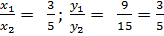 x₁/x₂ = 3/5 ; y₁/y₂ = 9/15 = 3/5